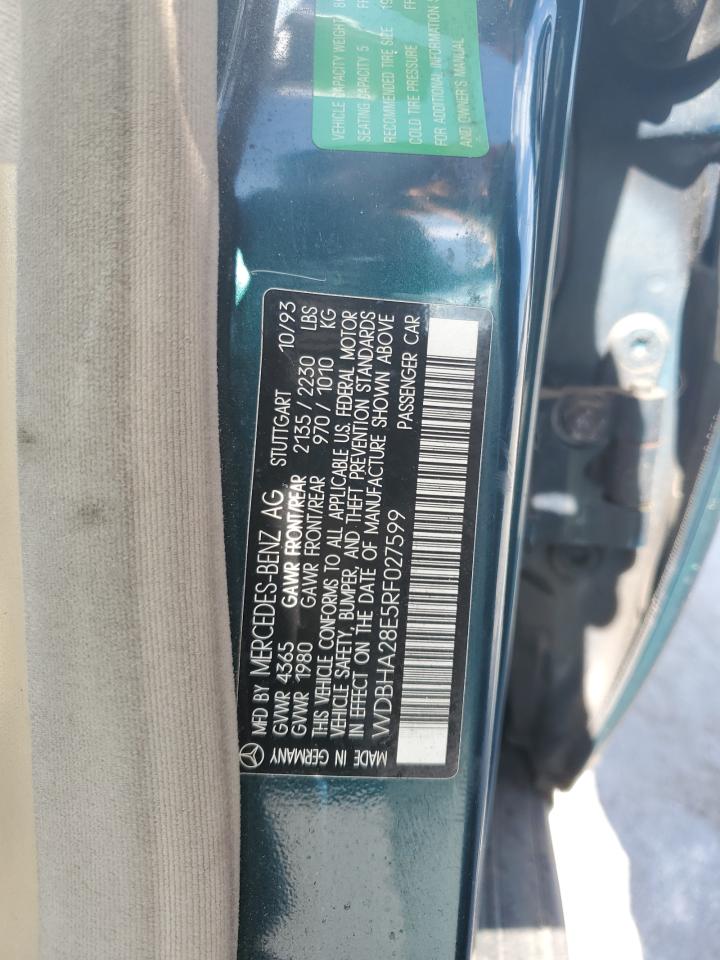 MFD BY MERCEDES-BENZ AG STUTTGART 10/93
GVWR 4365 GAWR FRONT/REAR 2135 / 2230 LBS
GVWR 1980 GAWR FRONT/REAR 970 / 1010 KG
THIS VEHICLE CONFORMS TO ALL APPLICABLE U.S. FEDERAL MOTOR
VEHICLE SAFETY, BUMPER, AND THEFT PREVENTION STANDARDS
IN EFFECT ON THE DATE OF MANUFACTURE SHOWN ABOVE
WDBHA28E5RF027599 PASSENGER CAR
MADE IN GERMANY
VEHICLE CAPACITY WEIGHT
SEATING CAPACITY 5
RECOMMENDED TIRE SIZE
COLD TIRE PRESSURE
FOR ADDITIONAL INFORMATION
AND OWNER'S MANUAL